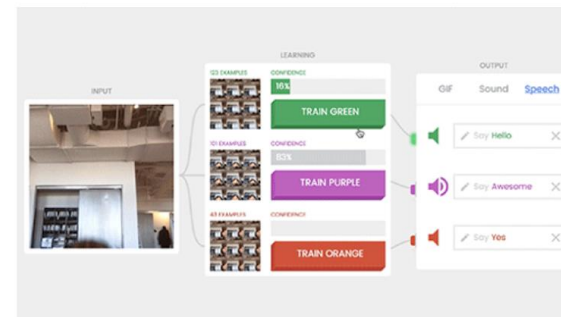 INPUT
LEARNING
123 EXAMPLES
CONFIDENCE
16%
TRAIN GREEN
101 EXAMPLES
CONFIDENCE
83%
TRAIN PURPLE
49 EXAMPLES
CONFIDENCE
TRAIN ORANGE
OUTPUT
GIF Sound Speech
Say Hello
Say Awesome
Say Yes